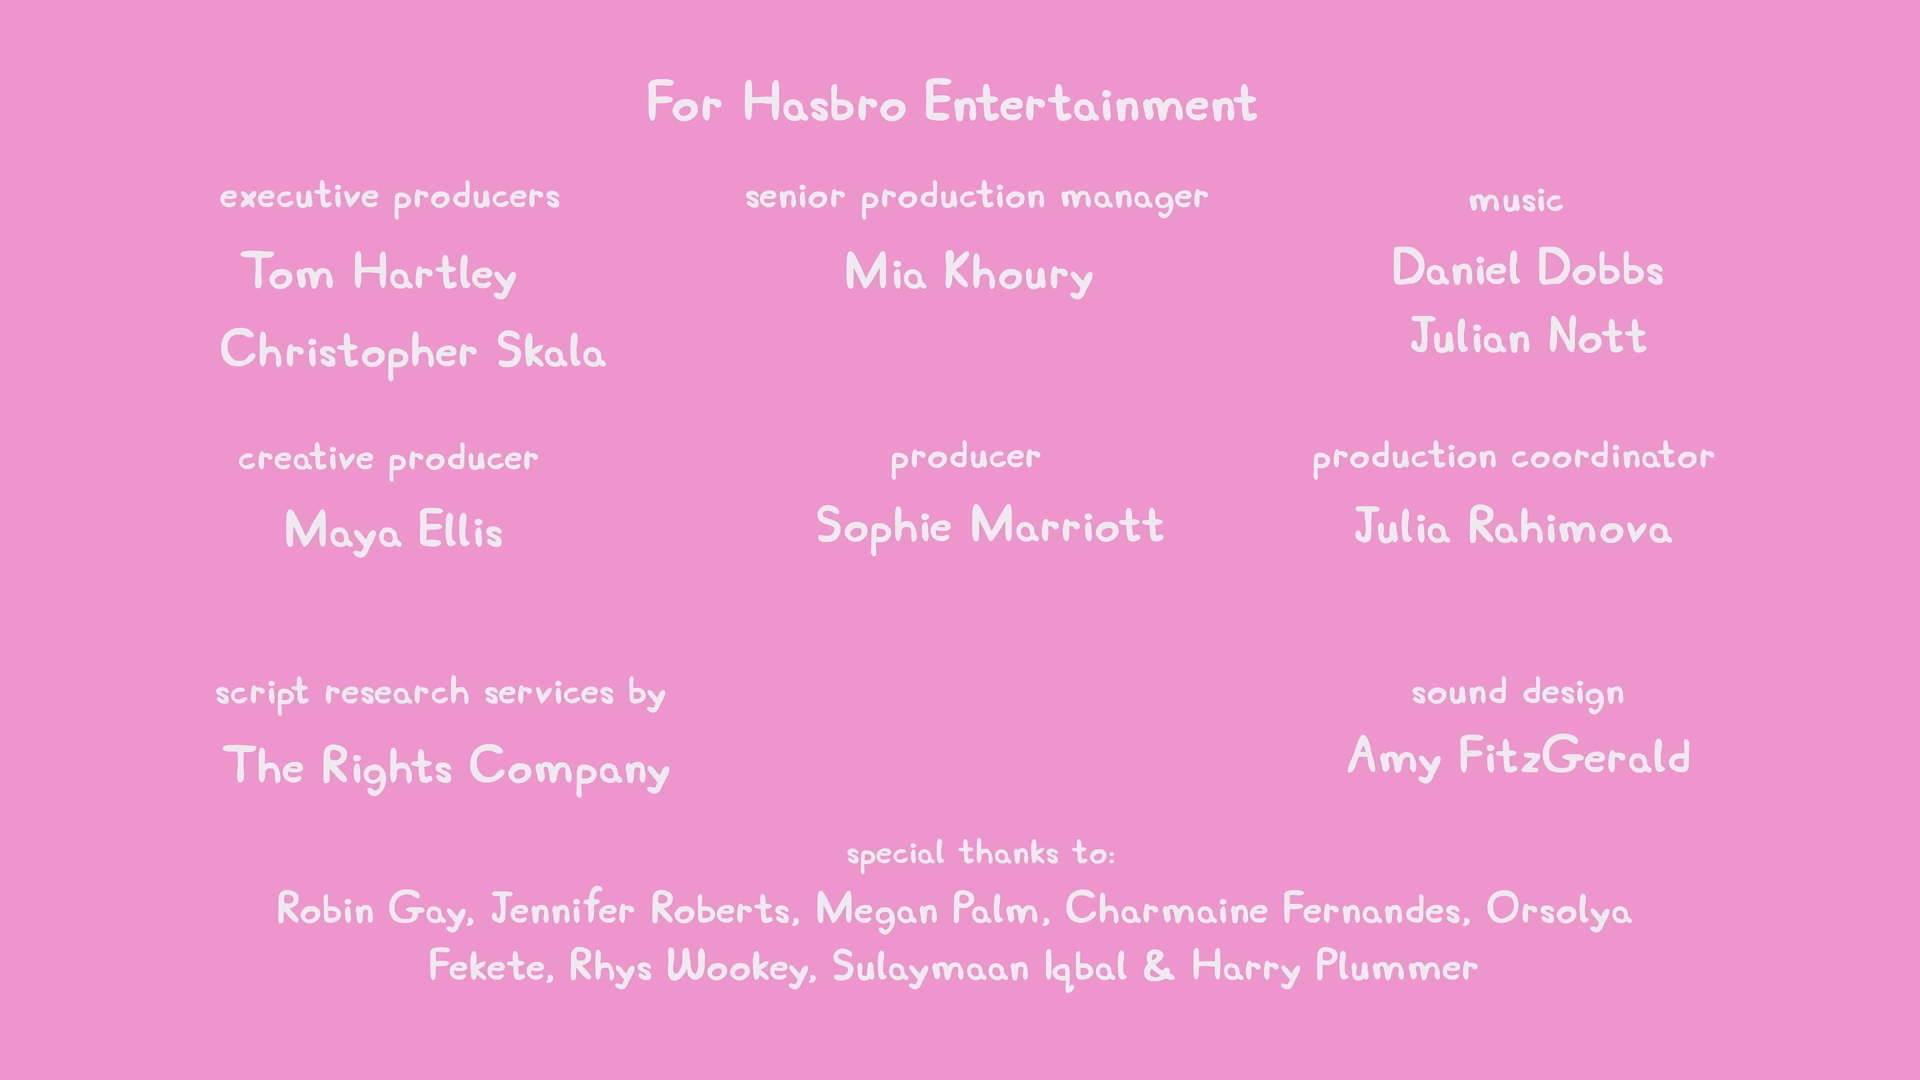 For Hasbro Entertainment
executive producers
Tom Hartley
Christopher Skala
senior production manager
Mia Khoury
music
Daniel Dobbs
Julian Nott
creative producer
Maya Ellis
producer
Sophie Marriott
production coordinator
Julia Rahimova
script research services by
The Rights Company
sound design
Amy FitzGerald
special thanks to:
Robin Gay, Jennifer Roberts, Megan Palm, Charmaine Fernandes, Orsolya
Fekete, Rhys Wookey, Sulaymaan Iqbal & Harry Plummer